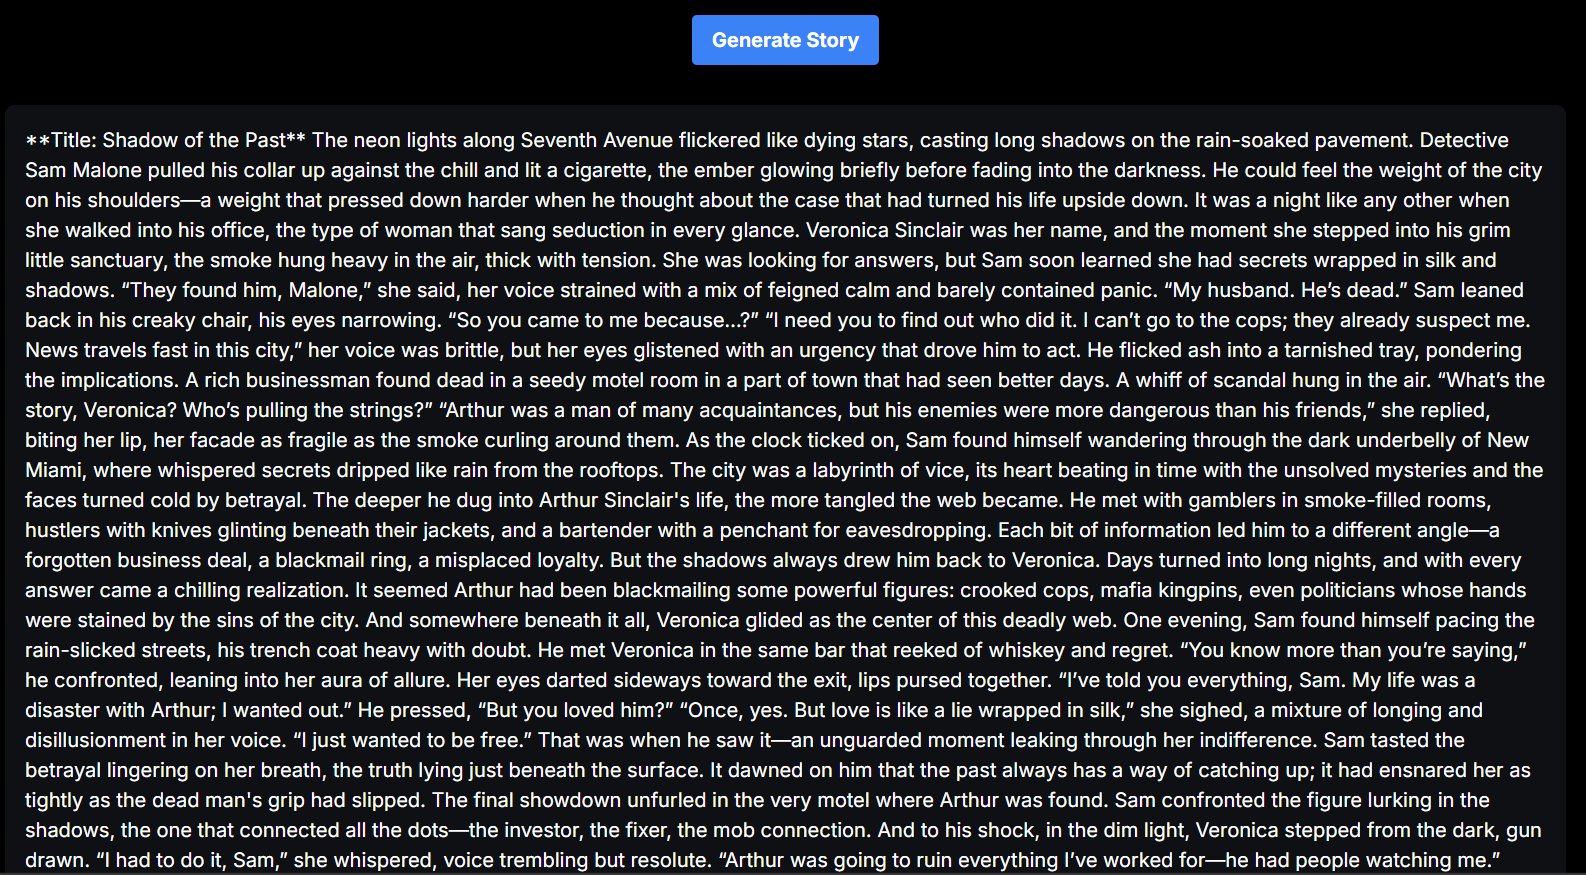 Generate Story
**Title: Shadow of the Past** The neon lights along Seventh Avenue flickered like dying stars, casting long shadows on the rain-soaked pavement. Detective
Sam Malone pulled his collar up against the chill and lit a cigarette, the ember glowing briefly before fading into the darkness. He could feel the weight of the city
on his shoulders—a weight that pressed down harder when he thought about the case that had turned his life upside down. It was a night like any other when
she walked into his office, the type of woman that sang seduction in every glance. Veronica Sinclair was her name, and the moment she stepped into his grim
little sanctuary, the smoke hung heavy in the air, thick with tension. She was looking for answers, but Sam soon learned she had secrets wrapped in silk and
shadows. “They found him, Malone,” she said, her voice strained with a mix of feigned calm and barely contained panic. “My husband. He’s dead.” Sam leaned
back in his creaky chair, his eyes narrowing. “So you came to me because...?” “I need you to find out who did it. I can’t go to the cops; they already suspect me.
News travels fast in this city,” her voice was brittle, but her eyes glistened with an urgency that drove him to act. He flicked ash into a tarnished tray, pondering
the implications. A rich businessman found dead in a seedy motel room in a part of town that had seen better days. A whiff of scandal hung in the air. “What’s the
story, Veronica? Who’s pulling the strings?” “Arthur was a man of many acquaintances, but his enemies were more dangerous than his friends,” she replied,
biting her lip, her facade as fragile as the smoke curling around them. As the clock ticked on, Sam found himself wandering through the dark underbelly of New
Miami, where whispered secrets dripped like rain from the rooftops. The city was a labyrinth of vice, its heart beating in time with the unsolved mysteries and the
faces turned cold by betrayal. The deeper he dug into Arthur Sinclair's life, the more tangled the web became. He met with gamblers in smoke-filled rooms,
hustlers with knives glinting beneath their jackets, and a bartender with a penchant for eavesdropping. Each bit of information led him to a different angle—a
forgotten business deal, a blackmail ring, a misplaced loyalty. But the shadows always drew him back to Veronica. Days turned into long nights, and with every
answer came a chilling realization. It seemed Arthur had been blackmailing some powerful figures: crooked cops, mafia kingpins, even politicians whose hands
were stained by the sins of the city. And somewhere beneath it all, Veronica glided as the center of this deadly web. One evening, Sam found himself pacing the
rain-slicked streets, his trench coat heavy with doubt. He met Veronica in the same bar that reeked of whiskey and regret. “You know more than you’re saying,”
he confronted, leaning into her aura of allure. Her eyes darted sideways toward the exit, lips pursed together. “I’ve told you everything, Sam. My life was a
disaster with Arthur; I wanted out.” He pressed, “But you loved him?” “Once, yes. But love is like a lie wrapped in silk,” she sighed, a mixture of longing and
disillusionment in her voice. “I just wanted to be free.” That was when he saw it—an unguarded moment leaking through her indifference. Sam tasted the
betrayal lingering on her breath, the truth lying just beneath the surface. It dawned on him that the past always has a way of catching up; it had ensnared her as
tightly as the dead man's grip had slipped. The final showdown unfurled in the very motel where Arthur was found. Sam confronted the figure lurking in the
shadows, the one that connected all the dots—the investor, the fixer, the mob connection. And to his shock, in the dim light, Veronica stepped from the dark, gun
drawn. “I had to do it, Sam,” she whispered, voice trembling but resolute. “Arthur was going to ruin everything I’ve worked for—he had people watching me.”